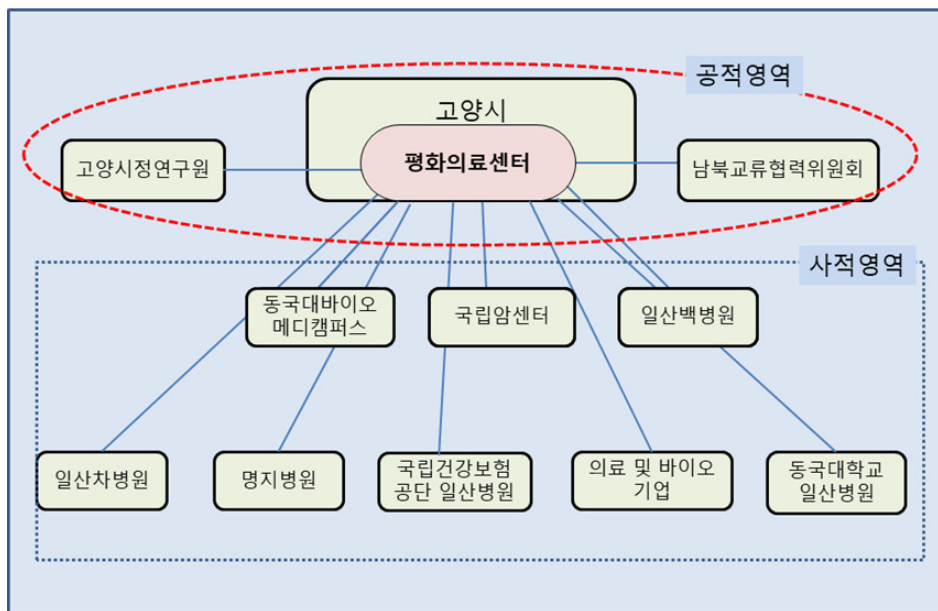 공적영역
고양시
평화의료센터
고양시정연구원
남북교류협력위원회
사적영역
동국대바이오
메디캠퍼스
국립암센터
일산백병원
일산차병원
명지병원
국립건강보험
공단 일산병원
의료 및 바이오
기업
동국대학교
일산병원